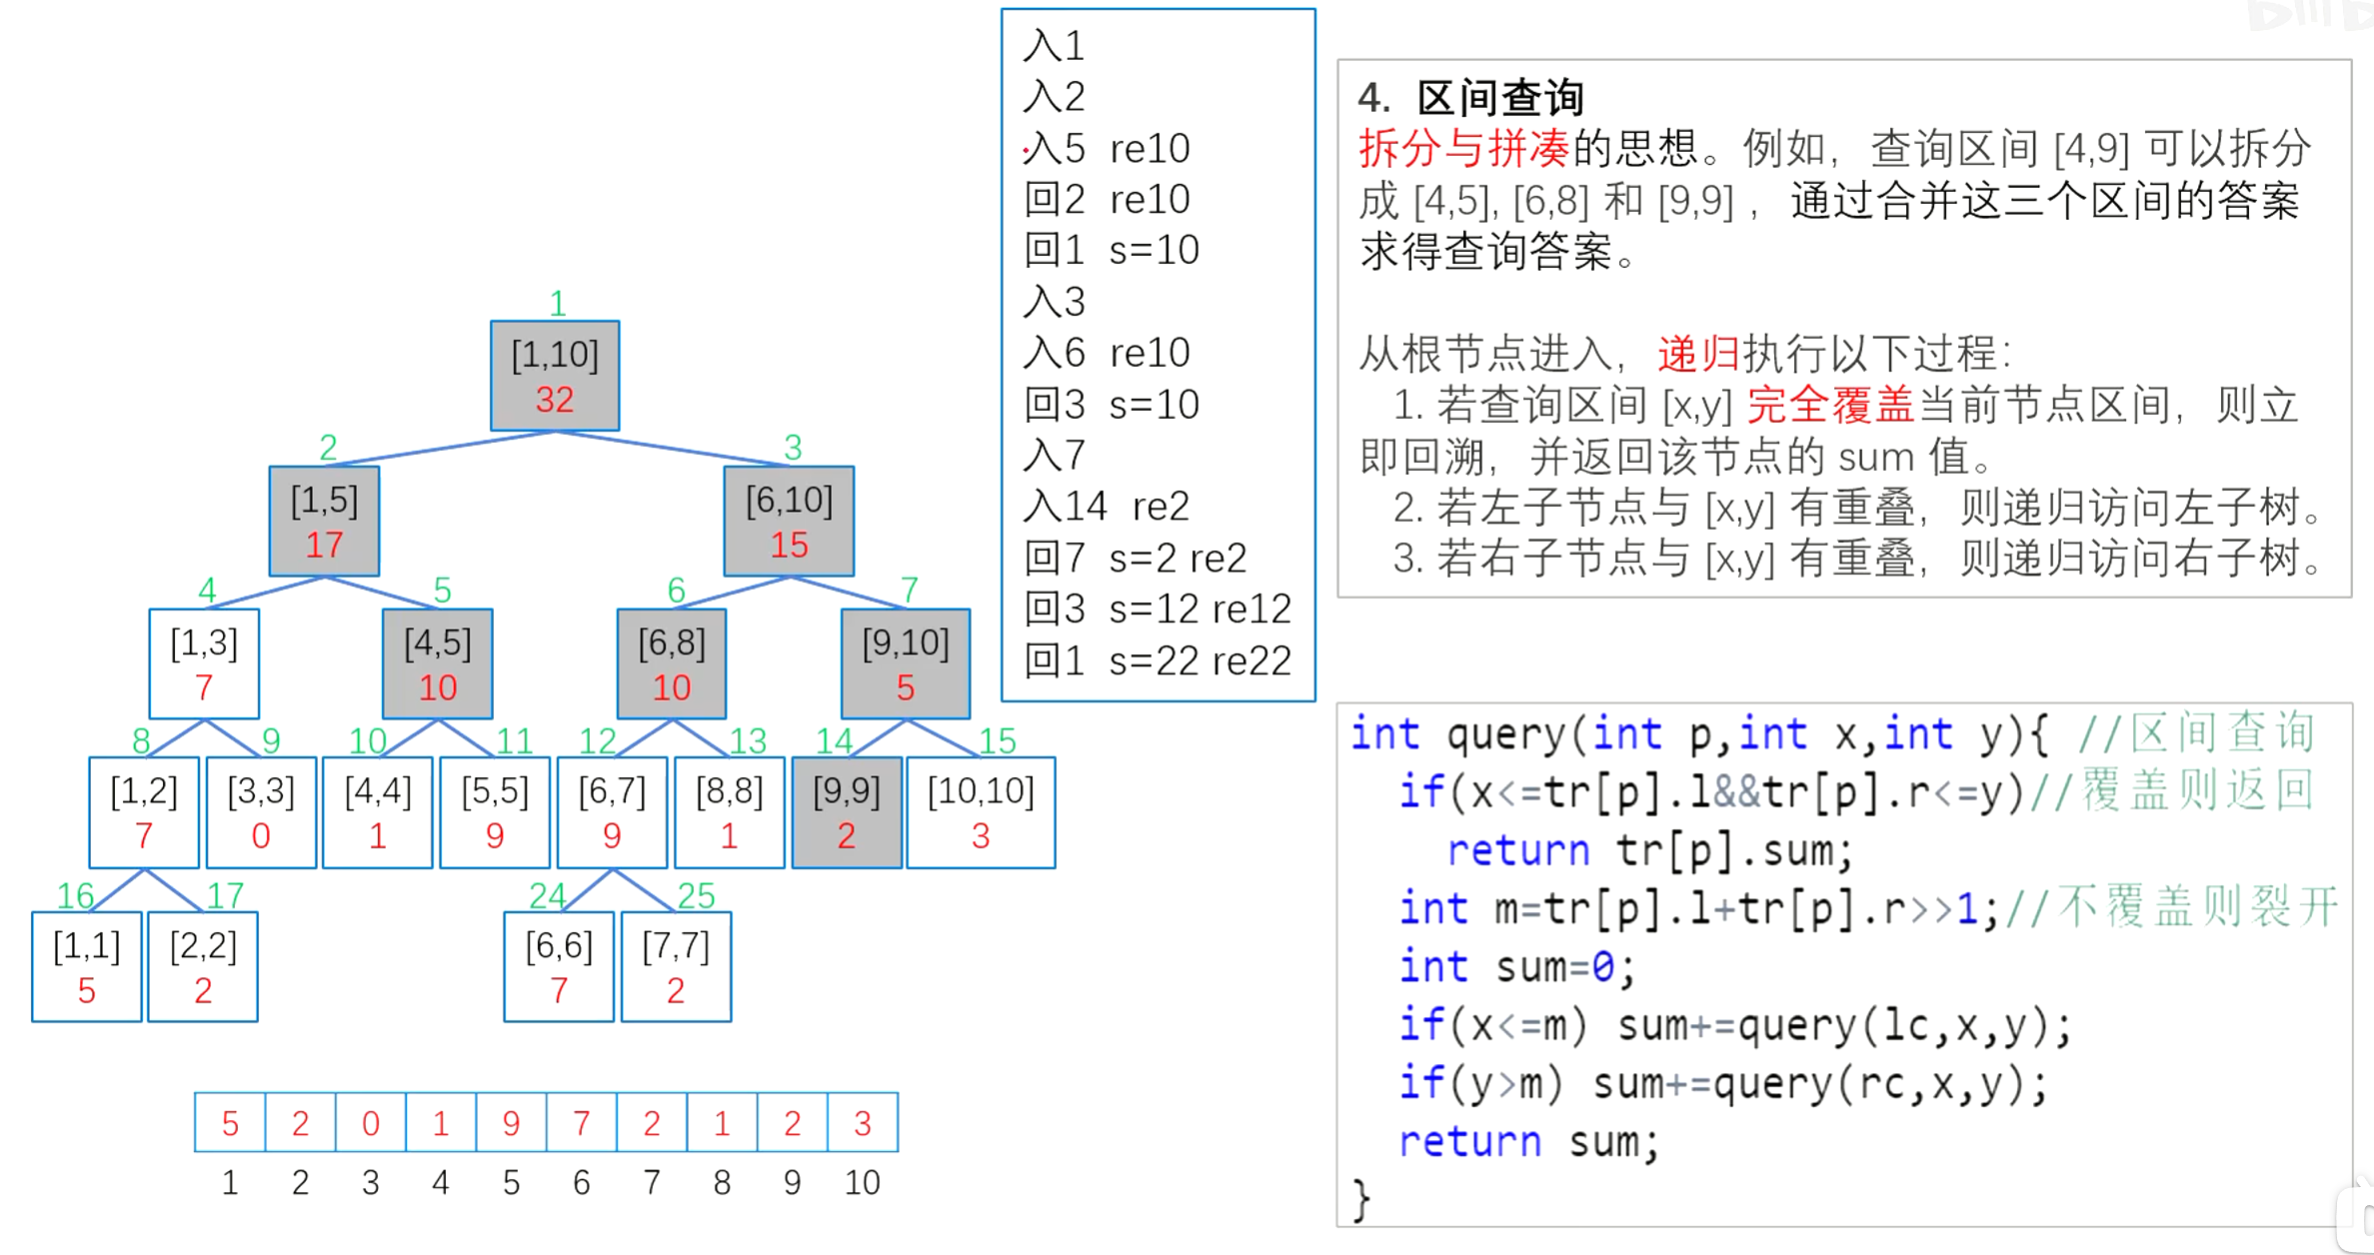 1
[1,10]
32
2 3
[1,5] [6,10]
17 15
4 5 6 7
[1,3] [4,5] [6,8] [9,10]
7 10 10 5
8 9 10 11 12 13 14 15
[1,2] [3,3] [4,4] [5,5] [6,7] [8,8] [9,9] [10,10]
7 0 1 9 9 1 2 3
16 17 24 25
[1,1] [2,2] [6,6] [7,7]
5 2 7 2
5 2 0 1 9 7 2 1 2 3
1 2 3 4 5 6 7 8 9 10
入1
入2
入5 re10
回2 re10
回1 s=10
入3
入6 re10
回3 s=10
入7
入14 re2
回7 s=2 re2
回3 s=12 re12
回1 s=22 re22
4. 区间查询
拆分与拼凑的思想。例如，查询区间 [4,9] 可以拆分
成 [4,5], [6,8] 和 [9,9] ，通过合并这三个区间的答案
求得查询答案。
从根节点进入，递归执行以下过程：
1. 若查询区间 [x,y] 完全覆盖当前节点区间，则立
即回溯，并返回该节点的 sum 值。
2. 若左子节点与 [x,y] 有重叠，则递归访问左子树。
3. 若右子节点与 [x,y] 有重叠，则递归访问右子树。
int query(int p,int x,int y){ //区间查询
if(x<=tr[p].l&&tr[p].r<=y)//覆盖则返回
return tr[p].sum;
int m=tr[p].l+tr[p].r>>1;//不覆盖则裂开
int sum=0;
if(x<=m) sum+=query(lc,x,y);
if(y>m) sum+=query(rc,x,y);
return sum;
}